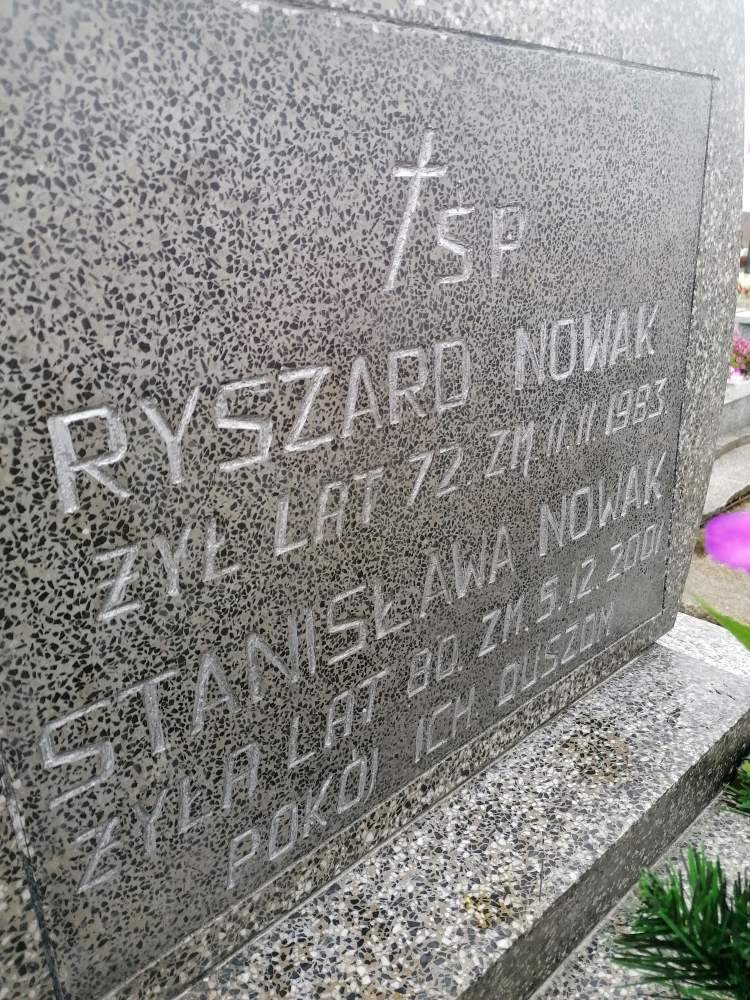 SP
RYSZARD NOWAK
ŻYŁ LAT 72. ZM. 11.11 1983.
STANISŁAWA NOWAK
ŻYŁA LAT 80. ZM. 5.12. 2001
POKÓJ ICH DUSZOM